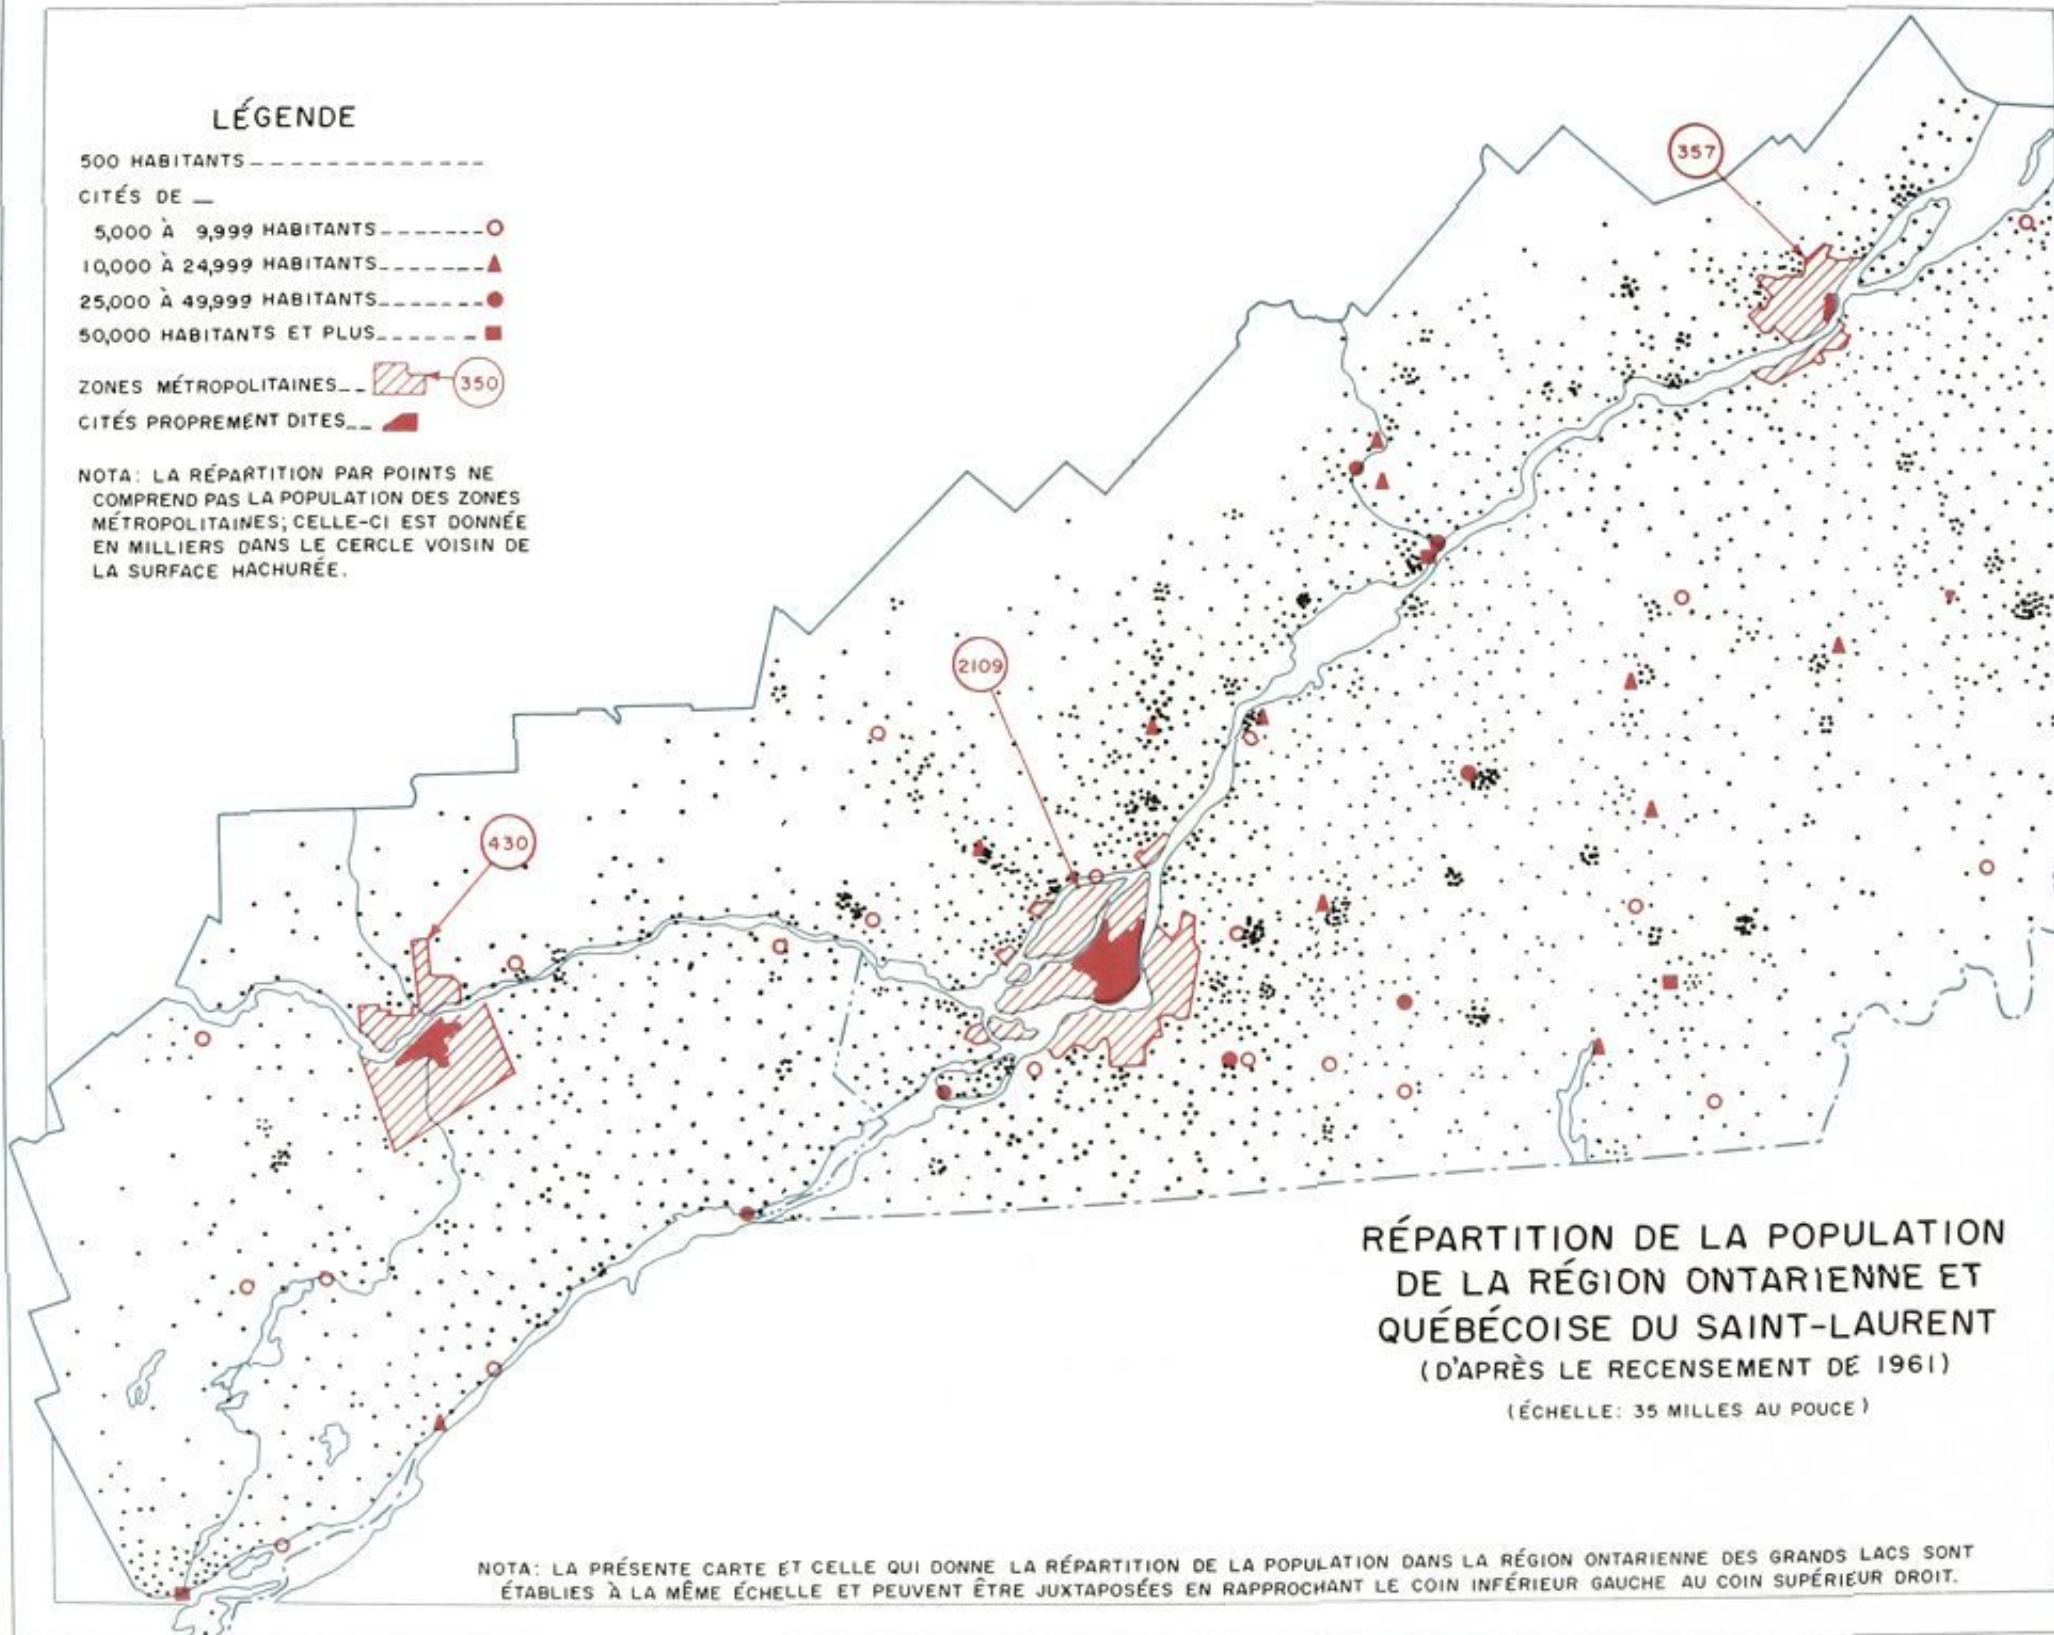 LÉGENDE
500 HABITANTS
CITÉS DE —
5,000 À 9,999 HABITANTS
10,000 À 24,999 HABITANTS
25,000 À 49,999 HABITANTS
50,000 HABITANTS ET PLUS
ZONES MÉTROPOLITAINES 350
CITÉS PROPREMENT DITES
NOTA: LA RÉPARTITION PAR POINTS NE
COMPREND PAS LA POPULATION DES ZONES
MÉTROPOLITAINES; CELLE-CI EST DONNÉE
EN MILLIERS DANS LE CERCLE VOISIN DE
LA SURFACE HACHURÉE.
357
2109
430
RÉPARTITION DE LA POPULATION
DE LA RÉGION ONTARIENNE ET
QUÉBÉCOISE DU SAINT-LAURENT
(D'APRÈS LE RECENSEMENT DE 1961)
(ÉCHELLE: 35 MILLES AU POUCE)
NOTA: LA PRÉSENTE CARTE ET CELLE QUI DONNE LA RÉPARTITION DE LA POPULATION DANS LA RÉGION ONTARIENNE DES GRANDS LACS SONT
ÉTABLIES À LA MÊME ÉCHELLE ET PEUVENT ÊTRE JUXTAPOSÉES EN RAPPROCHANT LE COIN INFÉRIEUR GAUCHE AU COIN SUPÉRIEUR DROIT.